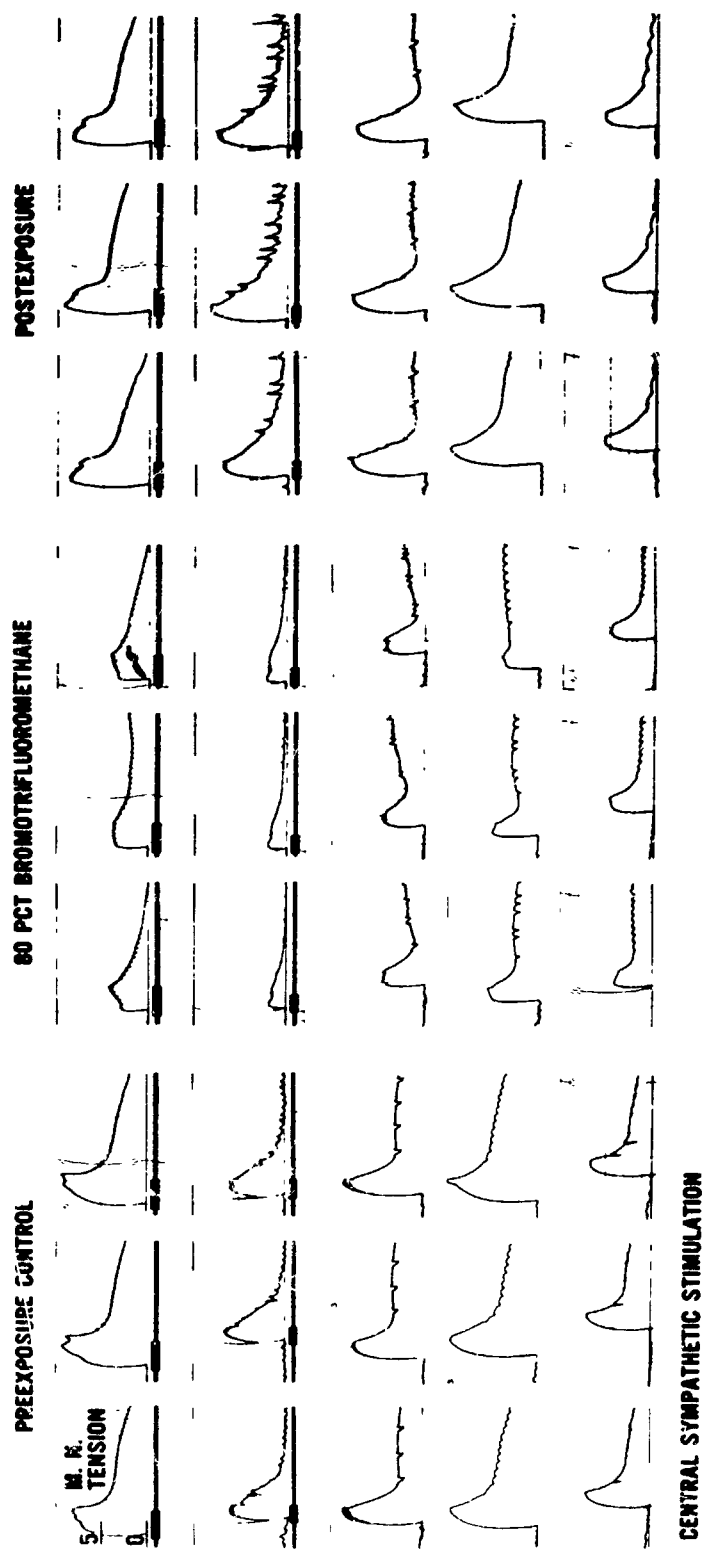 PREEXPOSURE CONTROL
80 PCT BROMOTRIFLUOROMETHANE
POSTEXPOSURE
TENSION
5
0
CENTRAL SYMPATHETIC STIMULATION